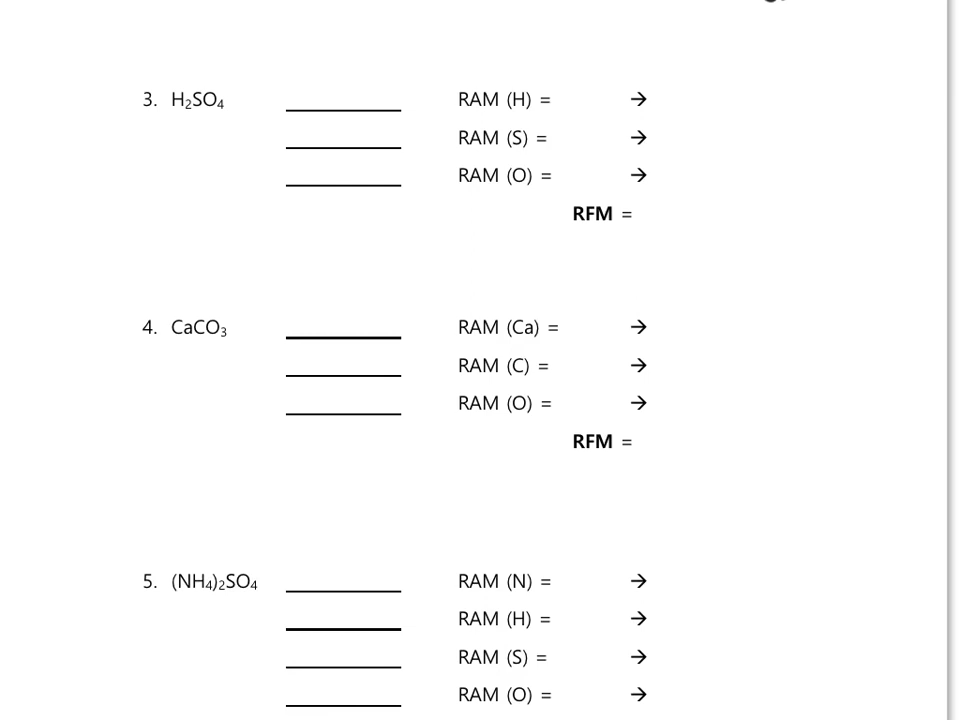 3. H₂SO₄ RAM (H) = →
RAM (S) = →
RAM (O) = →
RFM =
4. CaCO₃ RAM (Ca) = →
RAM (C) = →
RAM (O) = →
RFM =
5. (NH₄)₂SO₄ RAM (N) = →
RAM (H) = →
RAM (S) = →
RAM (O) = →